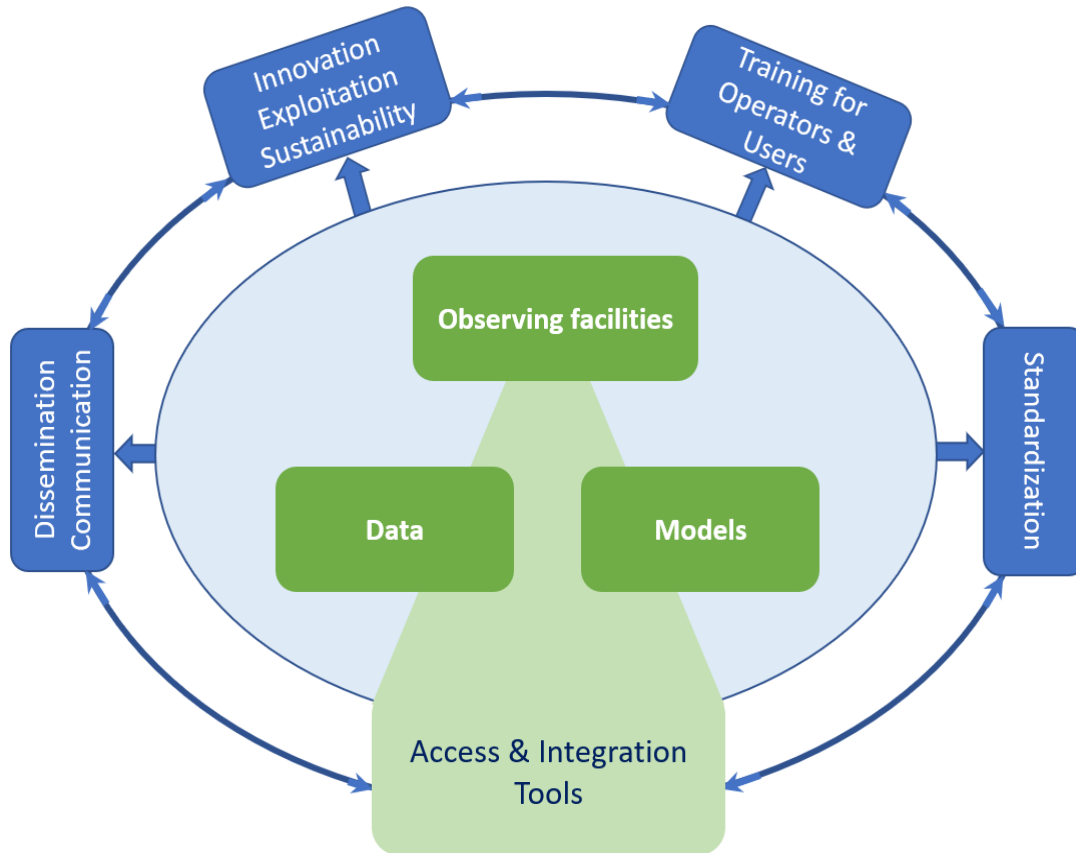 Innovation
Exploitation
Sustainability
Training for
Operators &
Users
Observing facilities
Dissemination
Communication
Data
Models
Standardization
Access & Integration
Tools